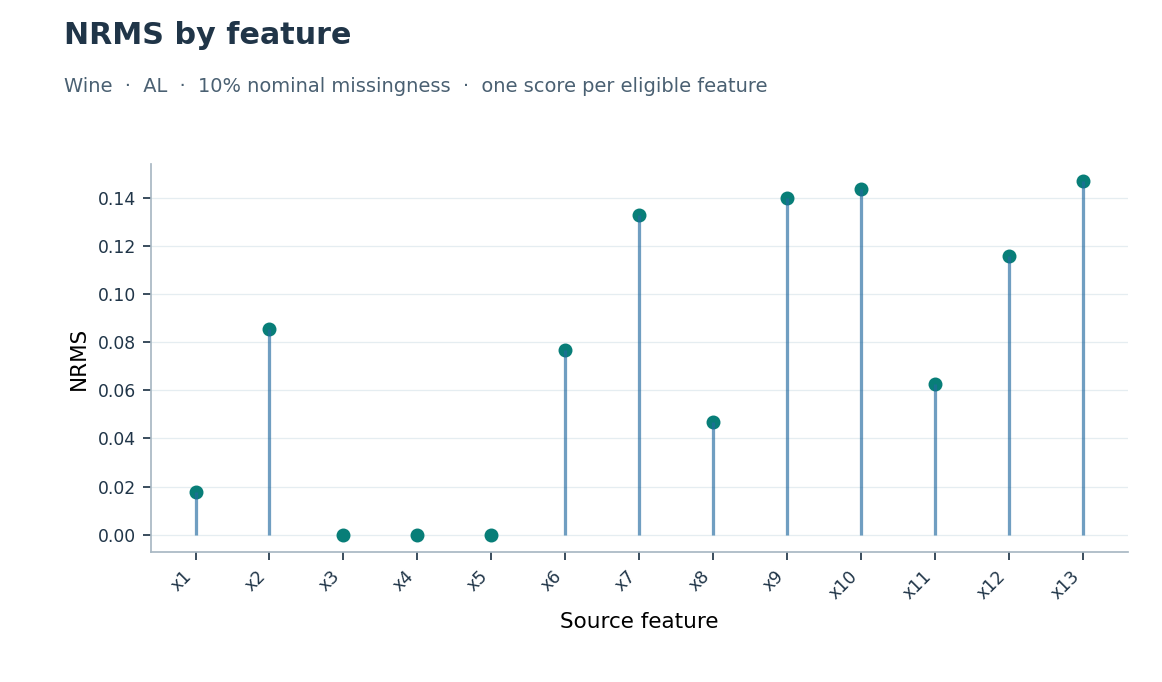 NRMS by feature
Wine · AL · 10% nominal missingness · one score per eligible feature
NRMS
0.14
0.12
0.10
0.08
0.06
0.04
0.02
0.00
x1 x2 x3 x4 x5 x6 x7 x8 x9 x10 x11 x12 x13
Source feature